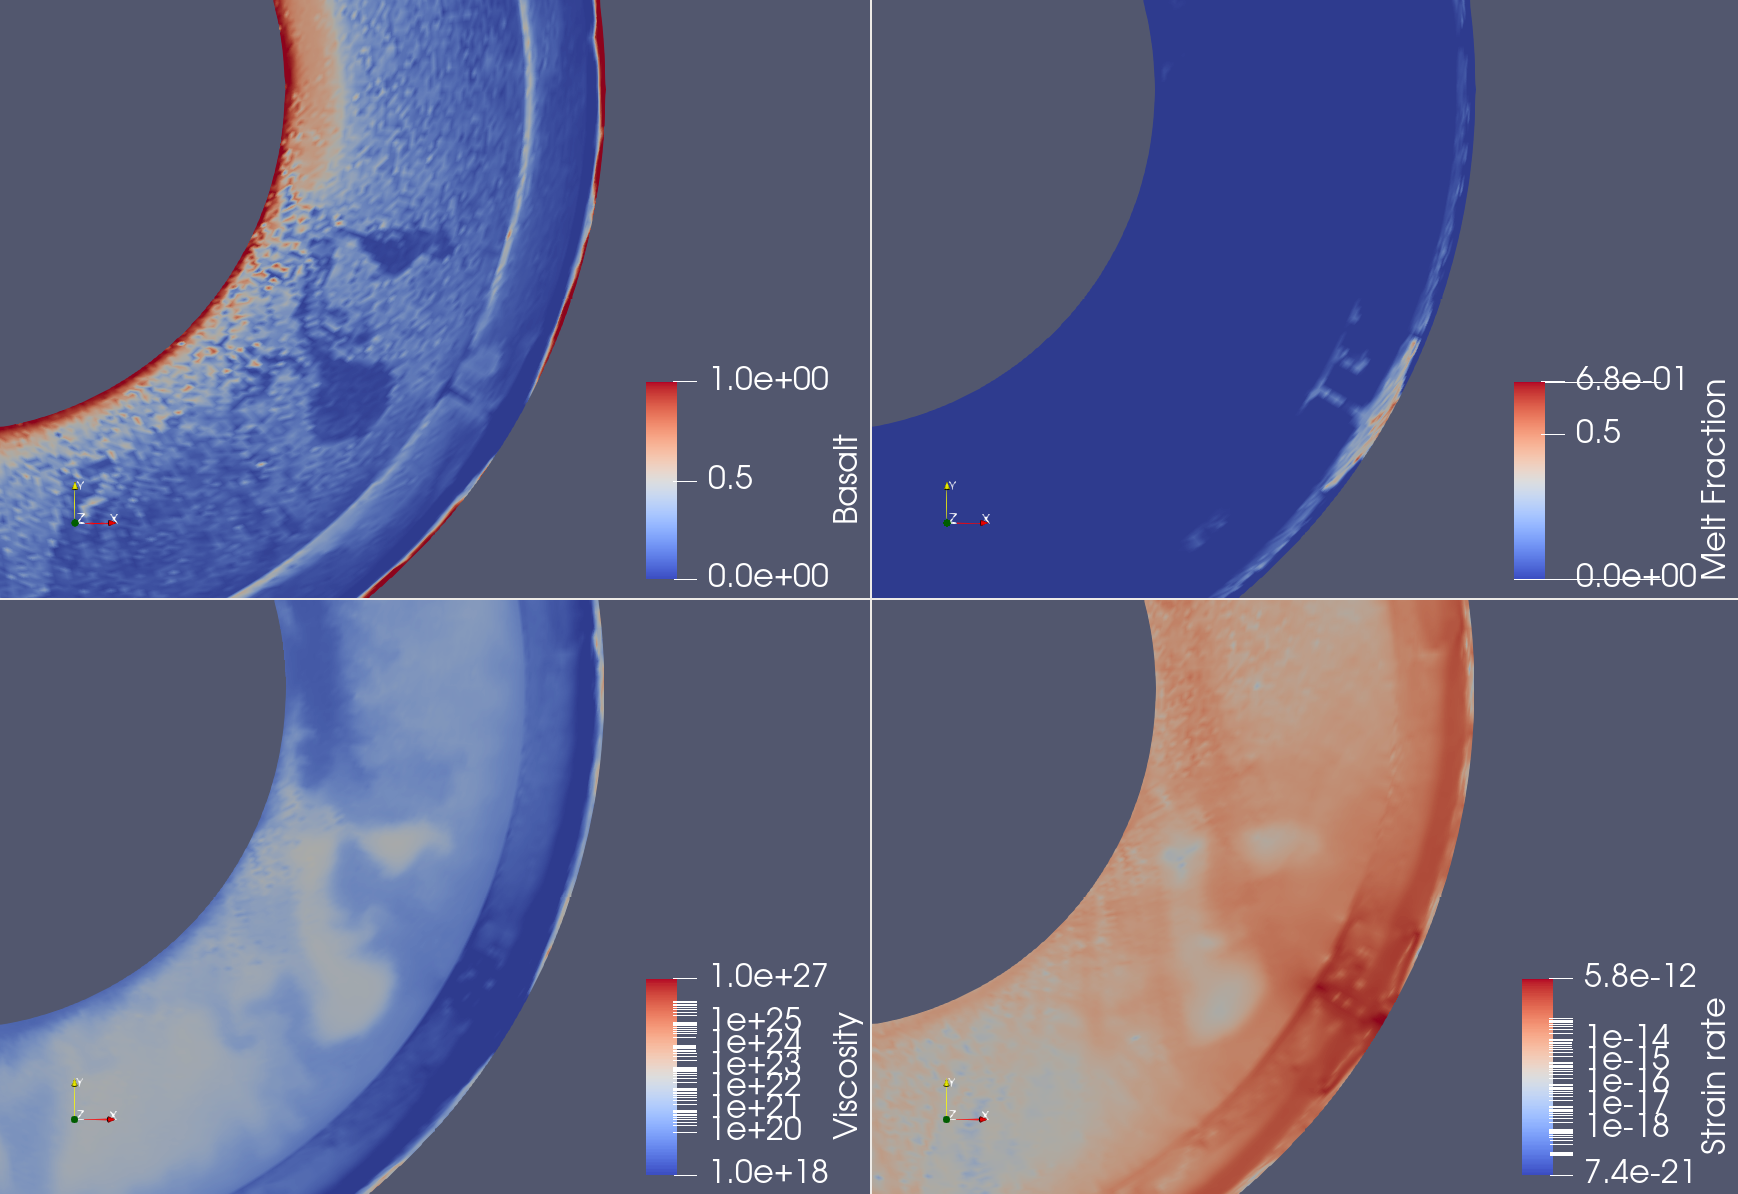 1.0e+00
0.5
0.0e+00
Basalt
Y
Z
X
6.8e-01
0.5
0.0e+00
Melt Fraction
Y
Z
X
1.0e+27
1e+25
1e+24
1e+23
1e+22
1e+21
1e+20
1.0e+18
Viscosity
Y
Z
X
5.8e-12
1e-14
1e-15
1e-16
1e-17
1e-18
7.4e-21
Strain rate
Y
Z
X